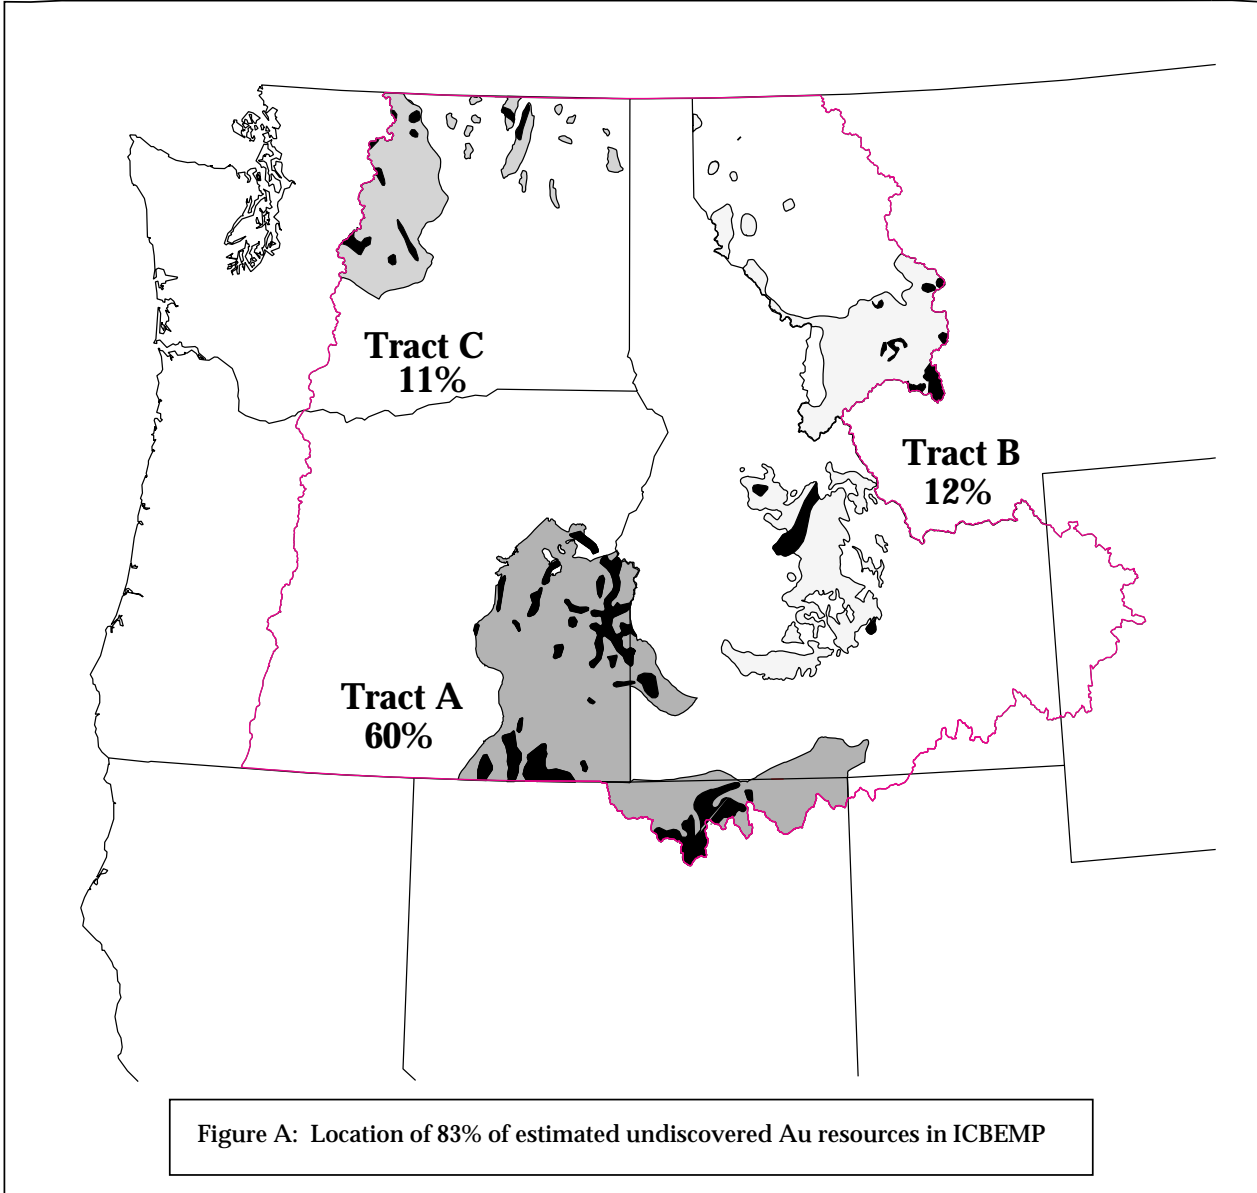 Tract C
11%
Tract B
12%
Tract A
60%
Figure A: Location of 83% of estimated undiscovered Au resources in ICBEMP